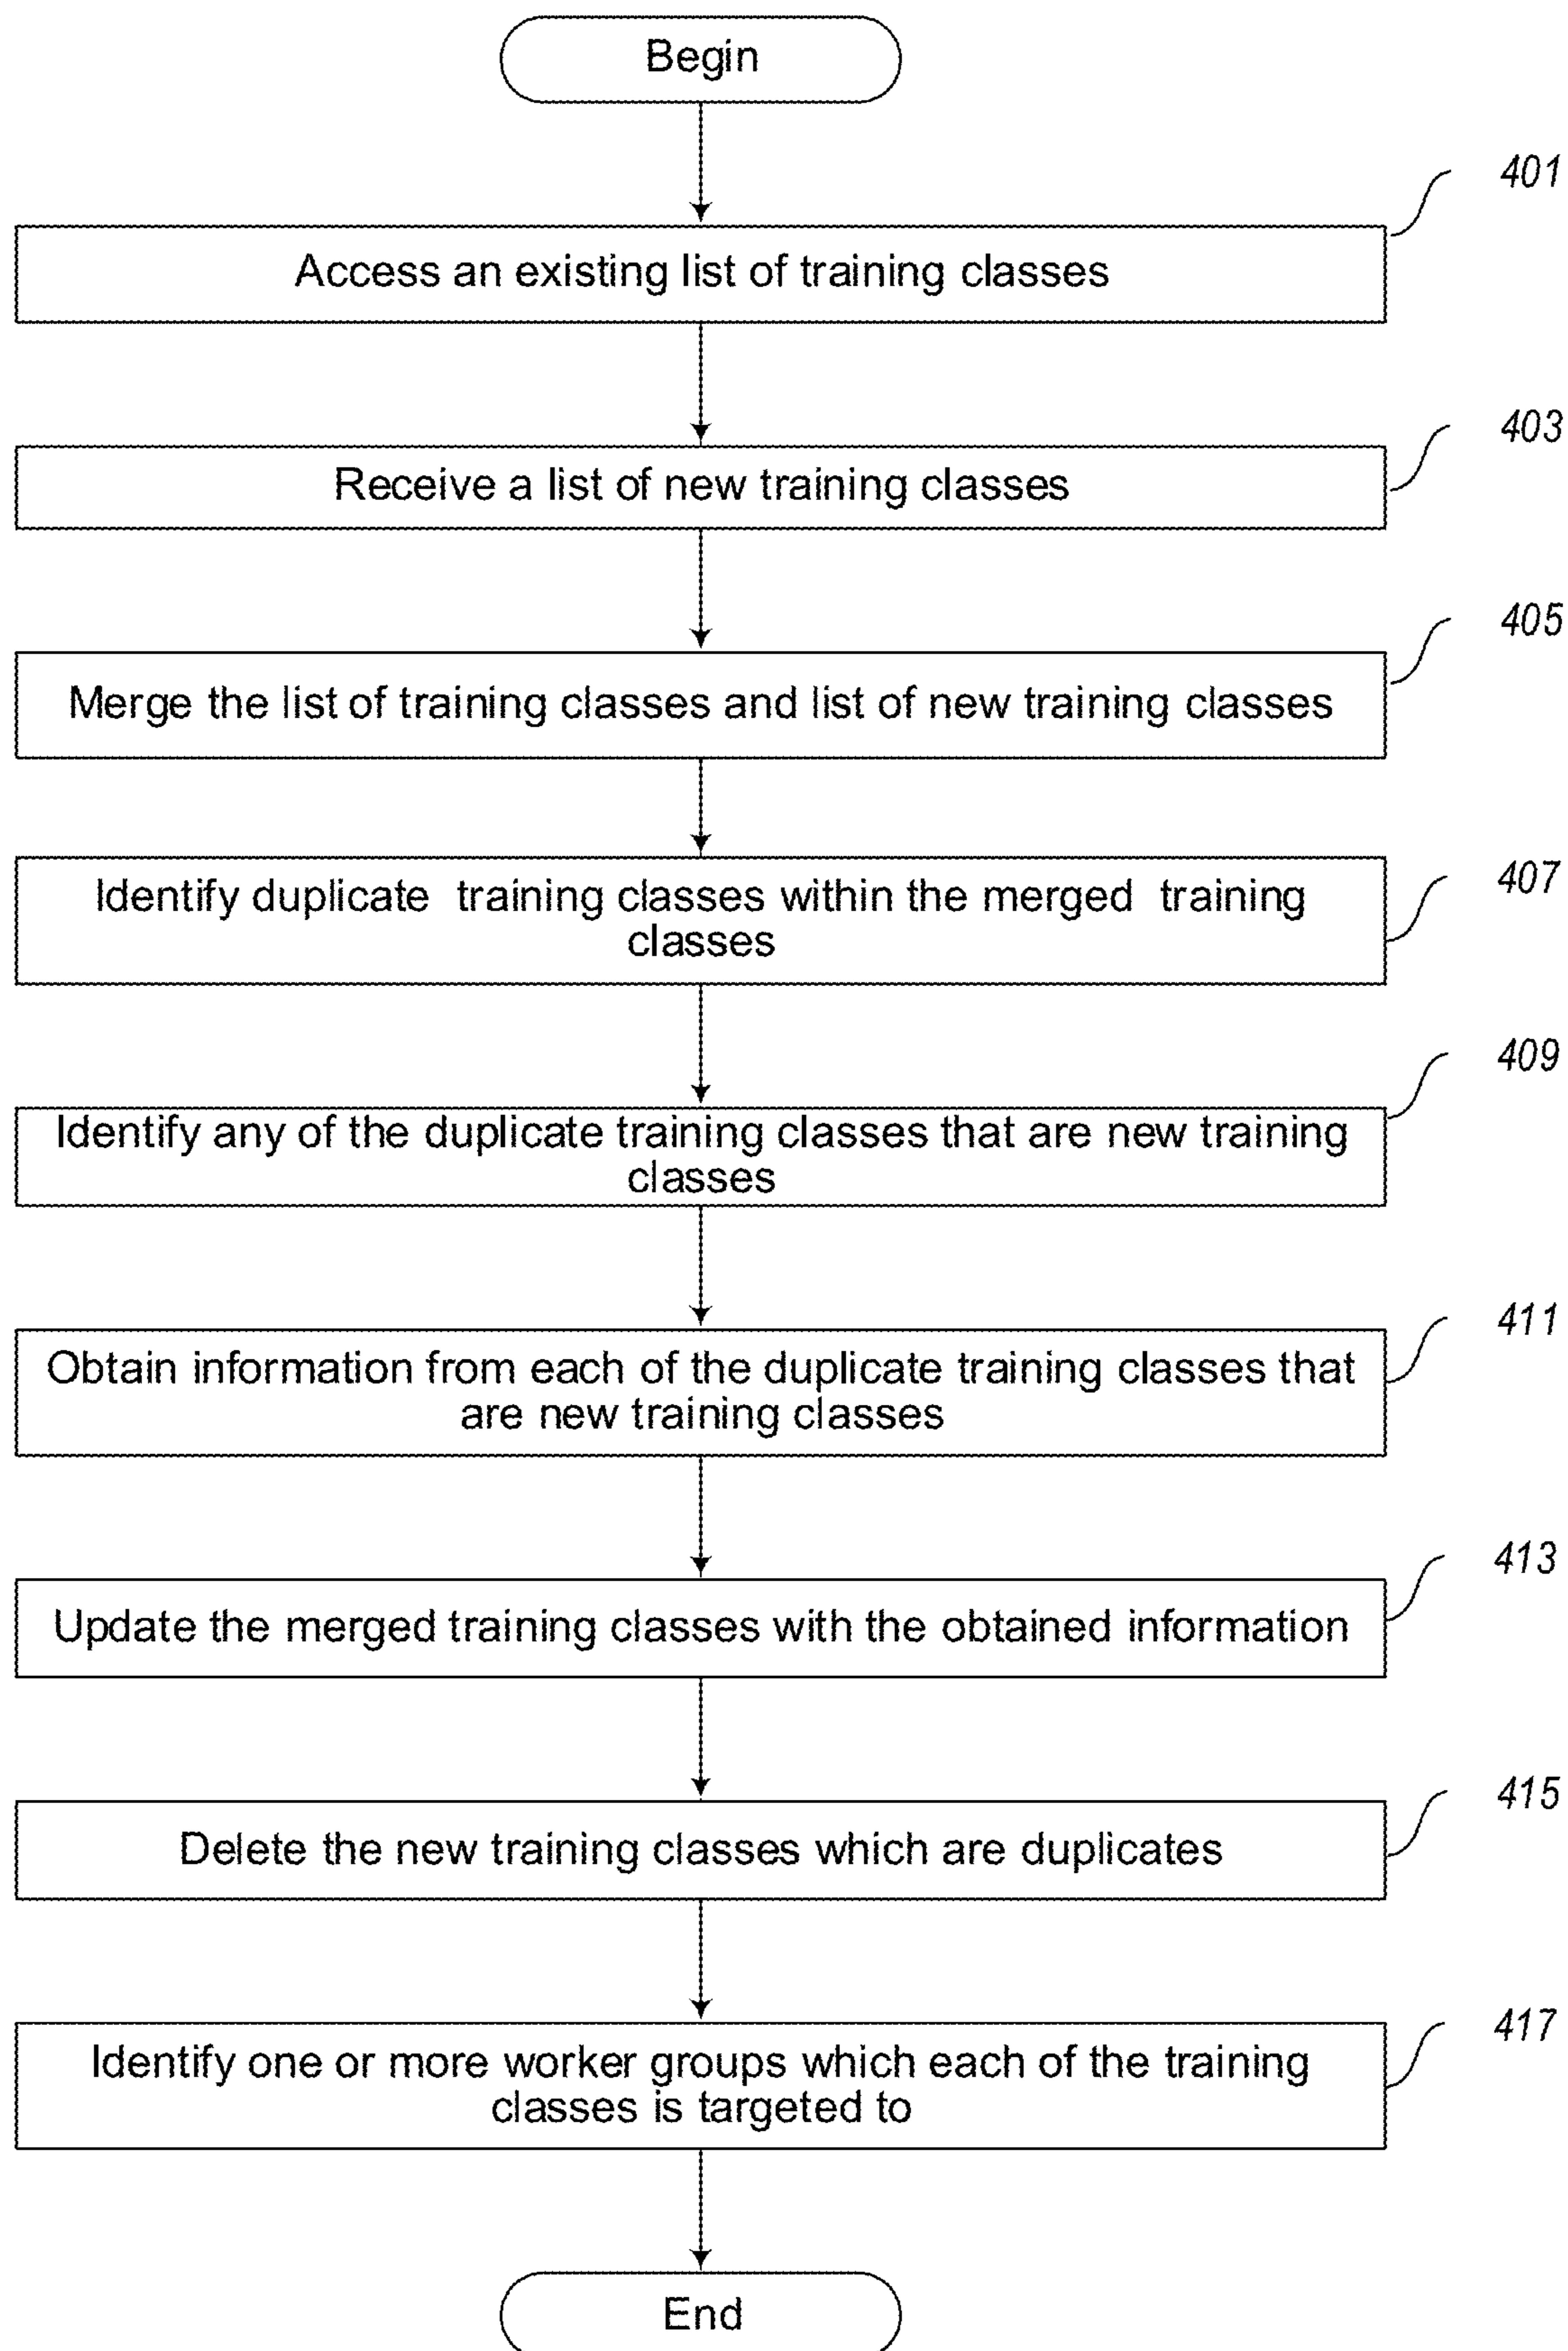 Begin
401
Access an existing list of training classes
403
Receive a list of new training classes
405
Merge the list of training classes and list of new training classes
407
Identify duplicate training classes within the merged training
classes
409
Identify any of the duplicate training classes that are new training
classes
411
Obtain information from each of the duplicate training classes that
are new training classes
413
Update the merged training classes with the obtained information
415
Delete the new training classes which are duplicates
417
Identify one or more worker groups which each of the training
classes is targeted to
End